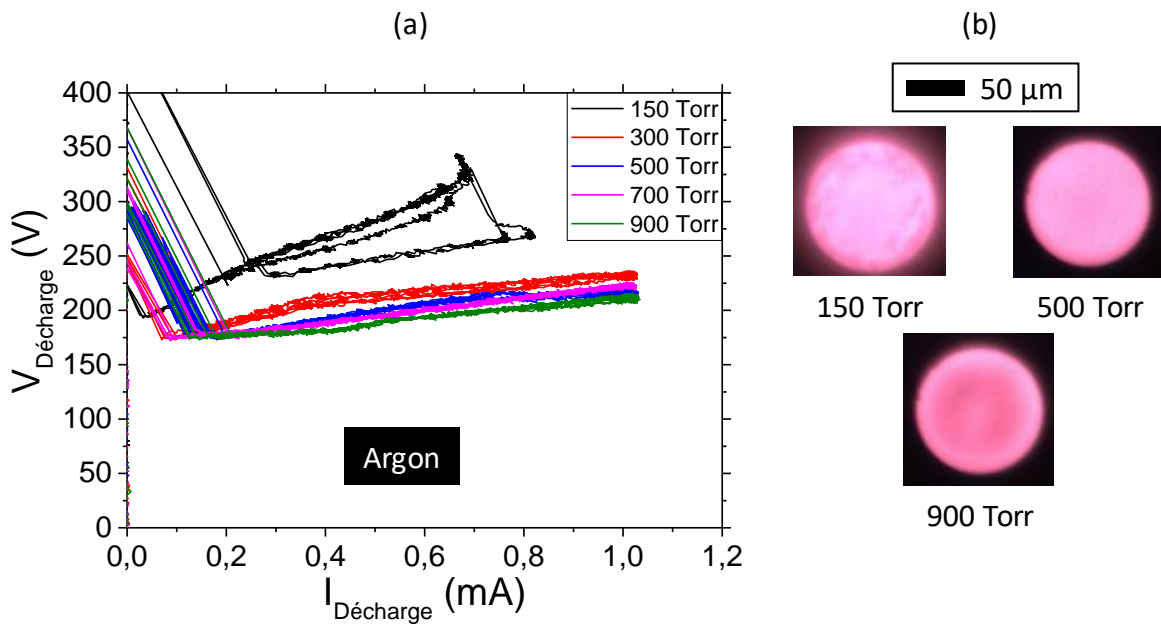 (a)
(b)
V_Décharge (V)
400
350
300
250
200
150
100
50
0
150 Torr
300 Torr
500 Torr
700 Torr
900 Torr
Argon
0,0
0,2
0,4
0,6
0,8
1,0
1,2
I_Décharge (mA)
50 µm
150 Torr
500 Torr
900 Torr